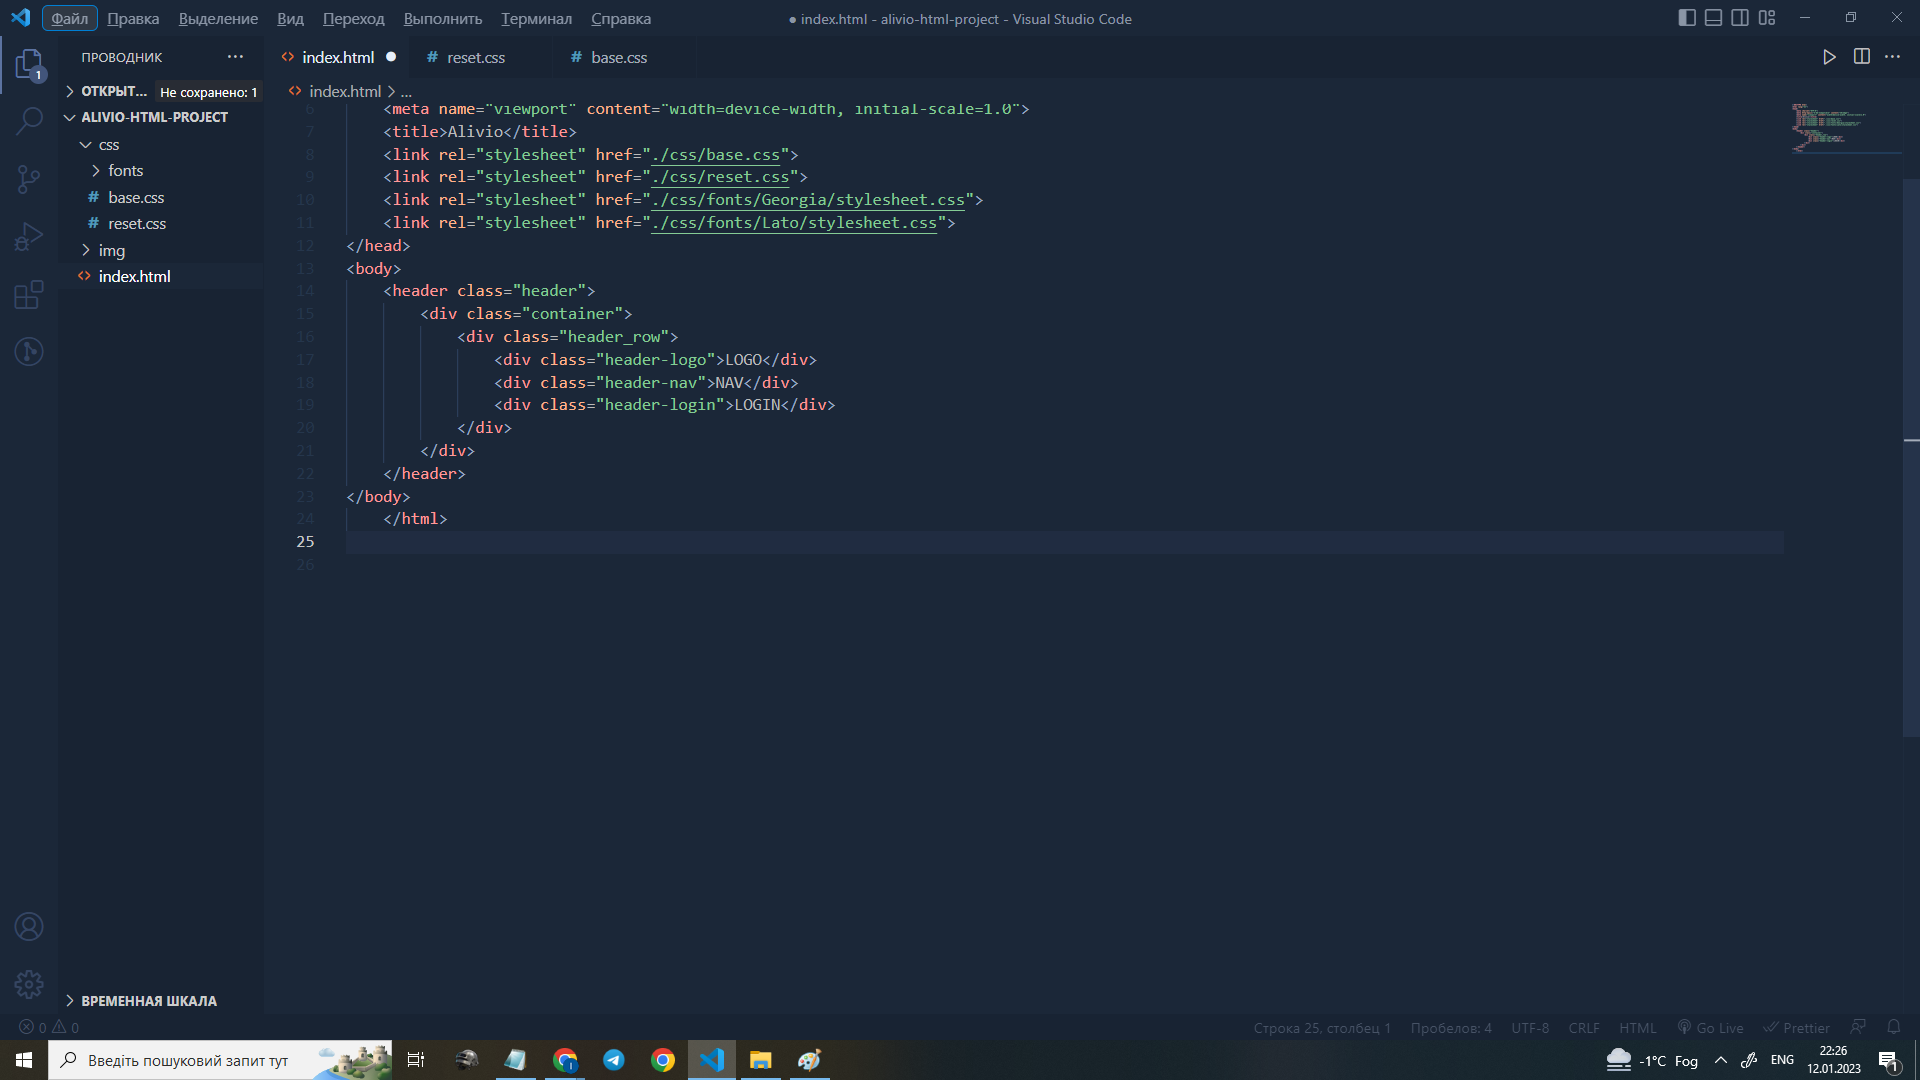 Файл Правка Выделение Вид Переход Выполнить Терминал Справка
● index.html - alivio-html-project - Visual Studio Code
ПРОВОДНИК
ОТКРЫТ... Не сохранено: 1
ALIVIO-HTML-PROJECT
css
fonts
# base.css
# reset.css
img
<> index.html
ВРЕМЕННАЯ ШКАЛА
1
<> index.html ● # reset.css # base.css
<> index.html > ...
6 <meta name="viewport" content="width=device-width, initial-scale=1.0">
7 <title>Alivio</title>
8 <link rel="stylesheet" href="./css/base.css">
9 <link rel="stylesheet" href="./css/reset.css">
10 <link rel="stylesheet" href="./css/fonts/Georgia/stylesheet.css">
11 <link rel="stylesheet" href="./css/fonts/Lato/stylesheet.css">
12 </head>
13 <body>
14 <header class="header">
15 <div class="container">
16 <div class="header_row">
17 <div class="header-logo">LOGO</div>
18 <div class="header-nav">NAV</div>
19 <div class="header-login">LOGIN</div>
20 </div>
21 </div>
22 </header>
23 </body>
24 </html>
25
26
0 0 Строка 25, столбец 1 Пробелов: 4 UTF-8 CRLF HTML Go Live Prettier
Введіть пошуковий запит тут
-1°C Fog ENG
22:26
12.01.2023
1